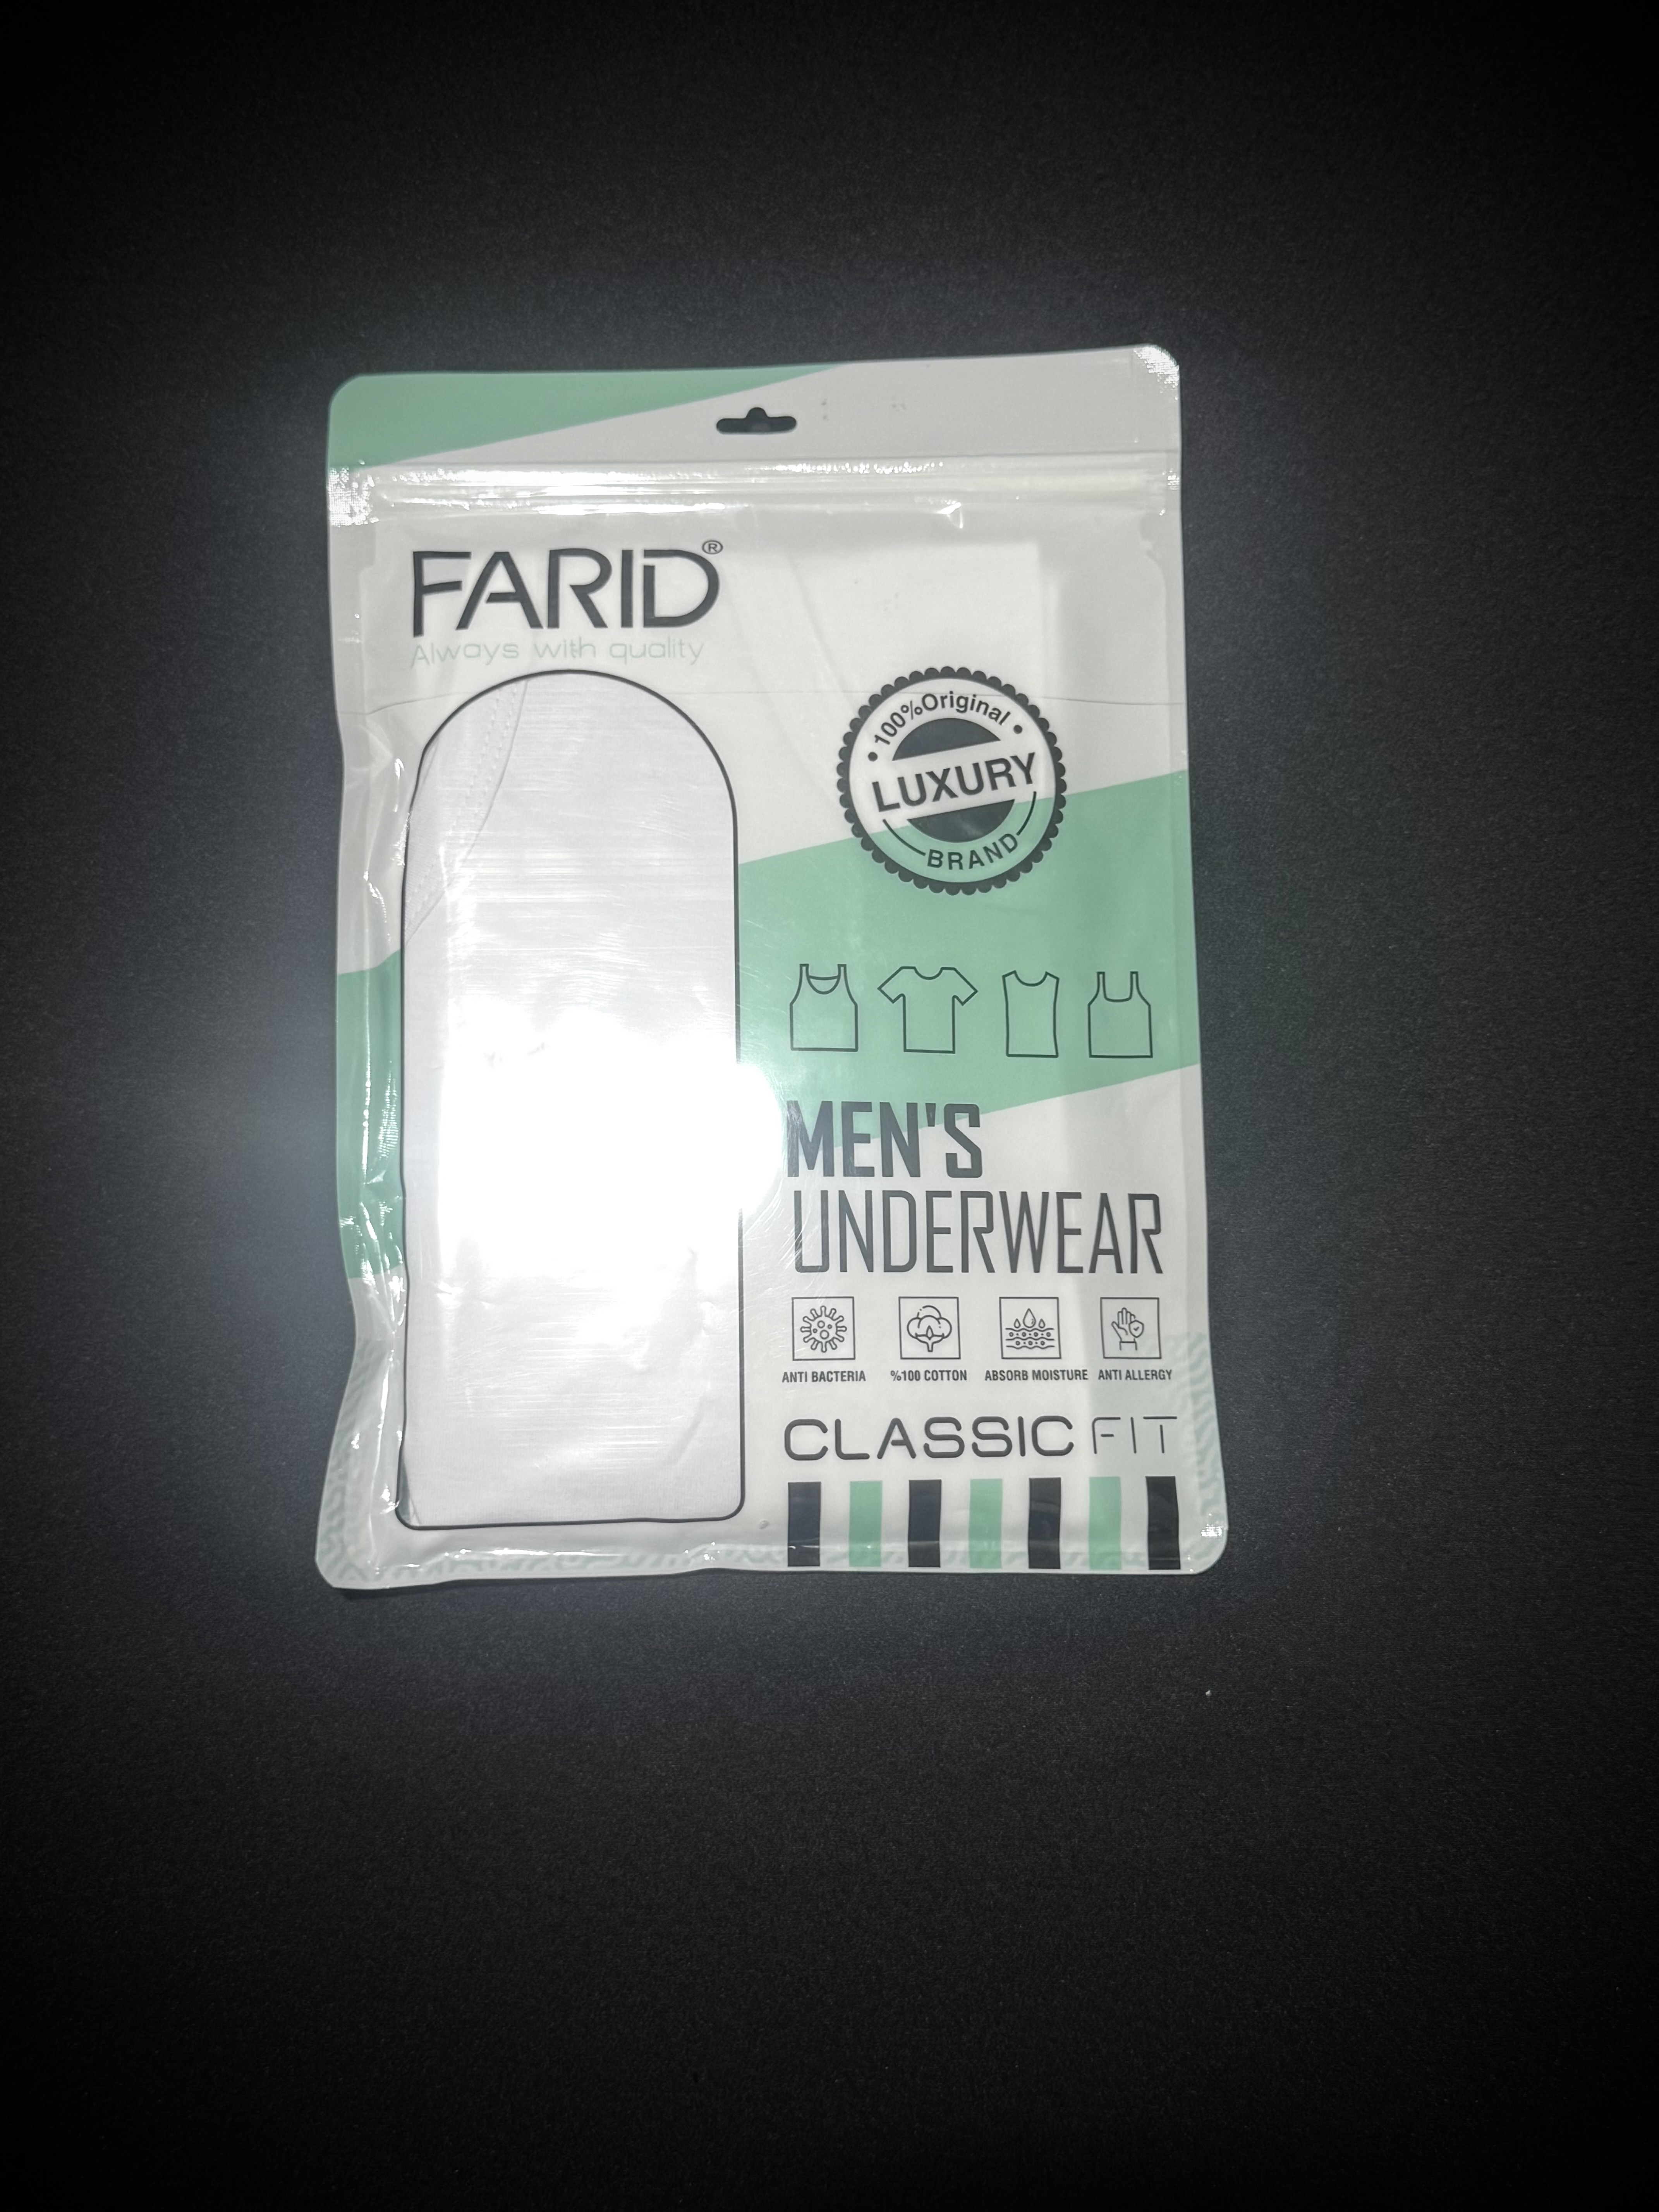 FARID®
Always with quality
100%Original
LUXURY
BRAND
MEN'S
UNDERWEAR
ANTI BACTERIA
%100 COTTON
ABSORB MOISTURE
ANTI ALLERGY
CLASSIC FIT